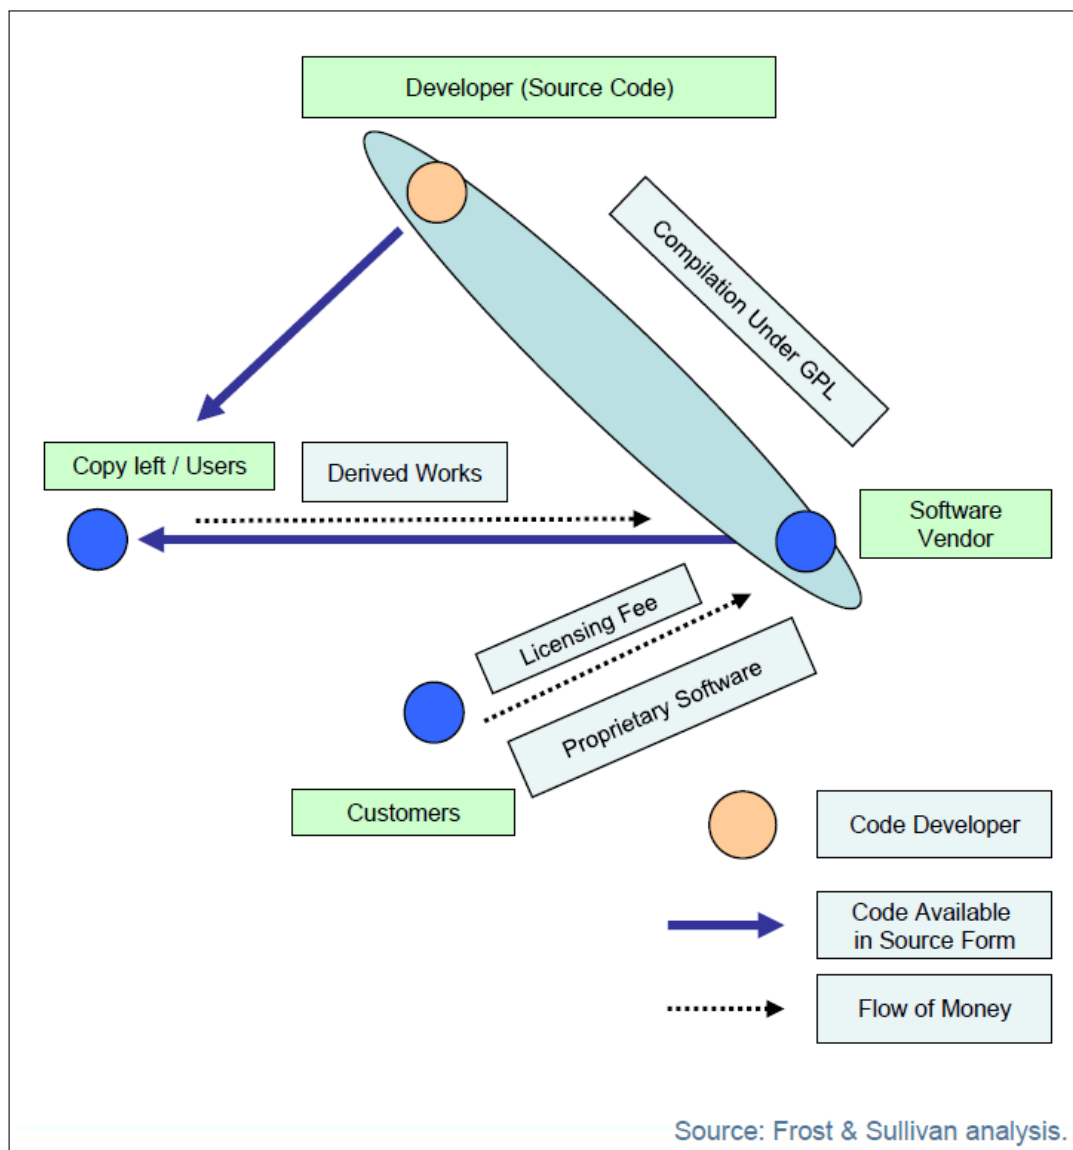 Developer (Source Code)
Compilation Under GPL
Copy left / Users
Derived Works
Software
Vendor
Licensing Fee
Proprietary Software
Customers
Code Developer
Code Available
in Source Form
Flow of Money
Source: Frost & Sullivan analysis.